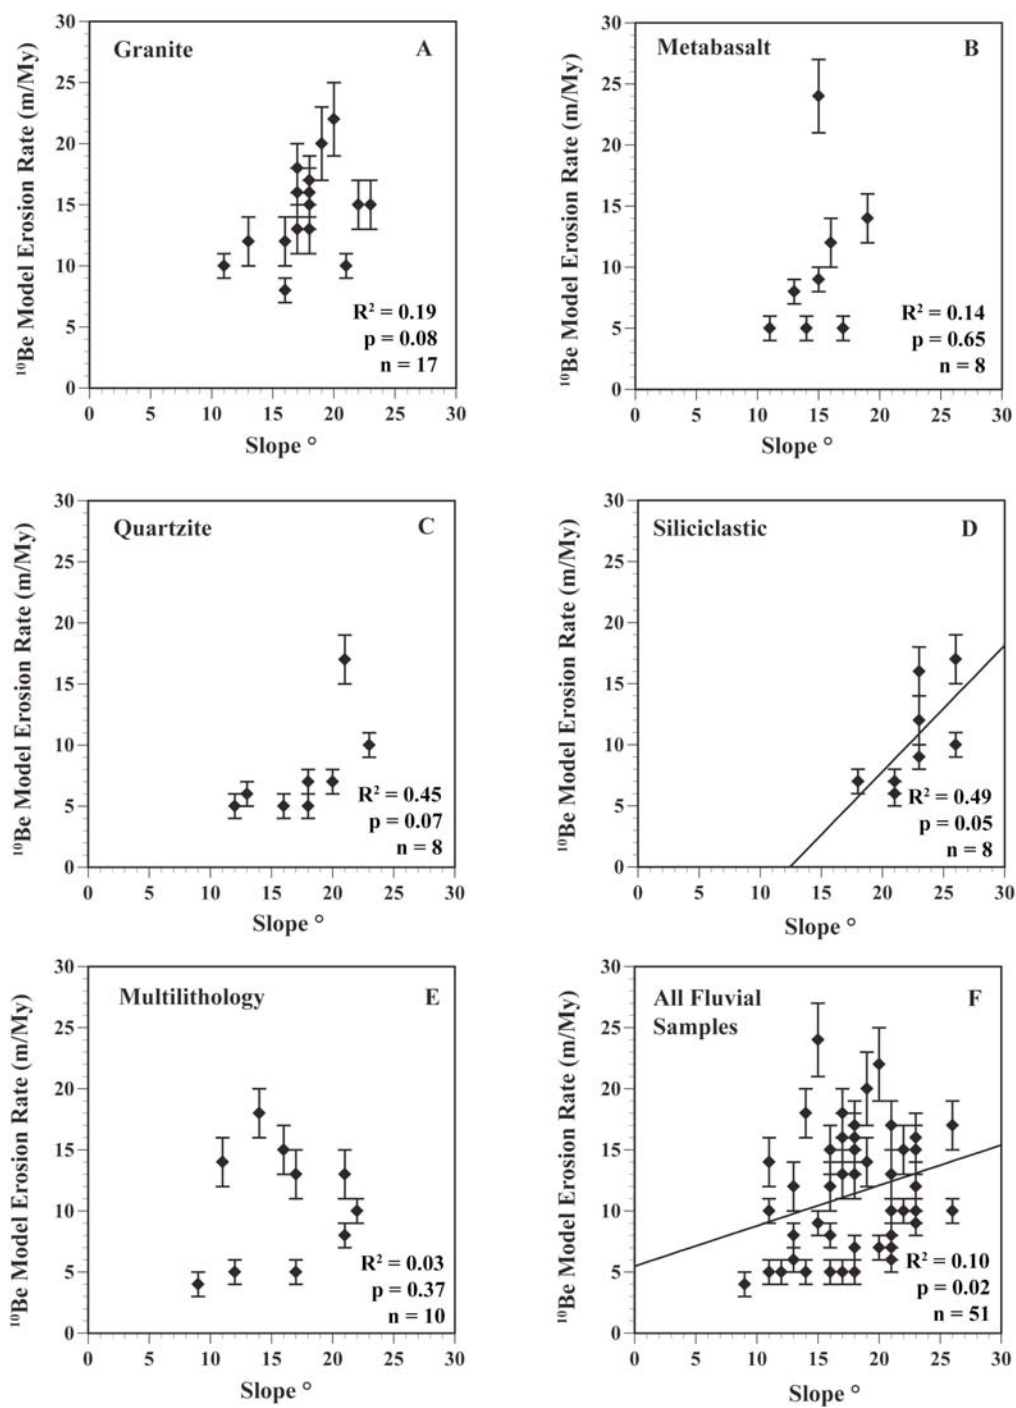 Granite
A
¹⁰Be Model Erosion Rate (m/My)
30
25
20
15
10
5
0
R² = 0.19
p = 0.08
n = 17
0 5 10 15 20 25 30
Slope °
Metabasalt
B
¹⁰Be Model Erosion Rate (m/My)
30
25
20
15
10
5
0
R² = 0.14
p = 0.65
n = 8
0 5 10 15 20 25 30
Slope °
Quartzite
C
¹⁰Be Model Erosion Rate (m/My)
30
25
20
15
10
5
0
R² = 0.45
p = 0.07
n = 8
0 5 10 15 20 25 30
Slope °
Siliciclastic
D
¹⁰Be Model Erosion Rate (m/My)
30
25
20
15
10
5
0
R² = 0.49
p = 0.05
n = 8
0 5 10 15 20 25 30
Slope °
Multilithology
E
¹⁰Be Model Erosion Rate (m/My)
30
25
20
15
10
5
0
R² = 0.03
p = 0.37
n = 10
0 5 10 15 20 25 30
Slope °
All Fluvial
Samples
F
¹⁰Be Model Erosion Rate (m/My)
30
25
20
15
10
5
0
R² = 0.10
p = 0.02
n = 51
0 5 10 15 20 25 30
Slope °